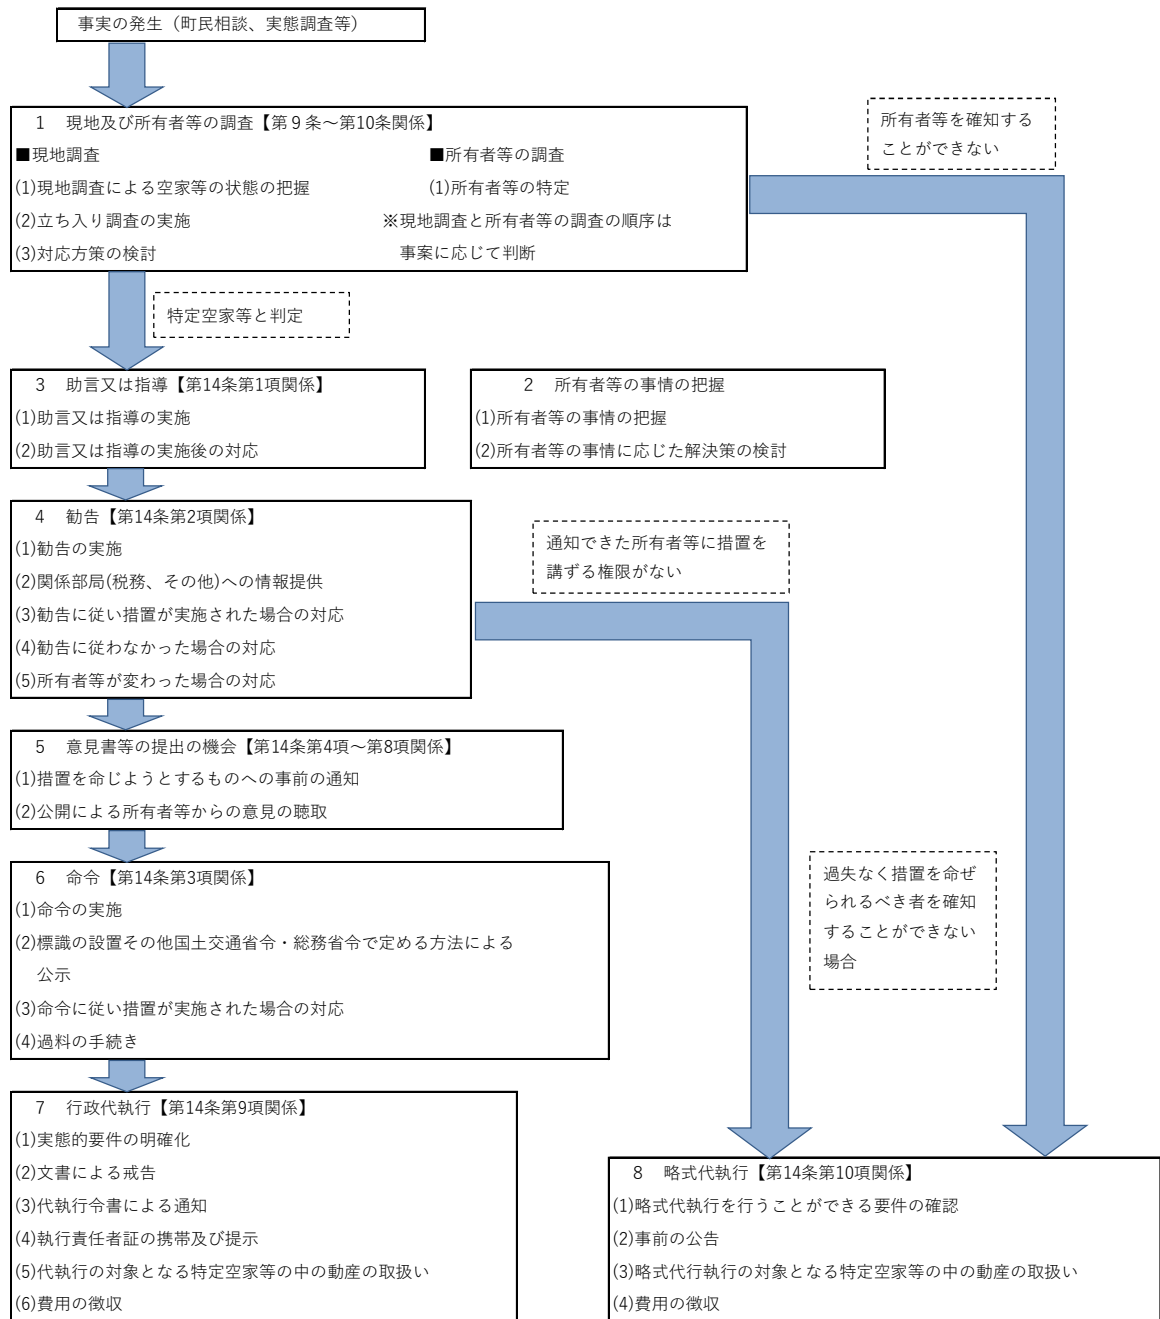 事実の発生（町民相談、実態調査等）
1　現地及び所有者等の調査【第９条～第10条関係】
■現地調査
(1)現地調査による空家等の状態の把握
(2)立ち入り調査の実施
(3)対応方策の検討
■所有者等の調査
(1)所有者等の特定
※現地調査と所有者等の調査の順序は
事案に応じて判断
所有者等を確知する
ことができない
特定空家等と判定
3　助言又は指導【第14条第1項関係】
(1)助言又は指導の実施
(2)助言又は指導の実施後の対応
2　所有者等の事情の把握
(1)所有者等の事情の把握
(2)所有者等の事情に応じた解決策の検討
4　勧告【第14条第2項関係】
(1)勧告の実施
(2)関係部局(税務、その他)への情報提供
(3)勧告に従い措置が実施された場合の対応
(4)勧告に従わなかった場合の対応
(5)所有者等が変わった場合の対応
通知できた所有者等に措置を
講ずる権限がない
5　意見書等の提出の機会【第14条第4項～第8項関係】
(1)措置を命じようとするものへの事前の通知
(2)公開による所有者等からの意見の聴取
6　命令【第14条第3項関係】
(1)命令の実施
(2)標識の設置その他国土交通省令・総務省令で定める方法による
公示
(3)命令に従い措置が実施された場合の対応
(4)過料の手続き
過失なく措置を命ぜ
られるべき者を確知
することができない
場合
7　行政代執行【第14条第9項関係】
(1)実態的要件の明確化
(2)文書による戒告
(3)代執行令書による通知
(4)執行責任者証の携帯及び提示
(5)代執行の対象となる特定空家等の中の動産の取扱い
(6)費用の徴収
8　略式代執行【第14条第10項関係】
(1)略式代執行を行うことができる要件の確認
(2)事前の公告
(3)略式代行執行の対象となる特定空家等の中の動産の取扱い
(4)費用の徴収